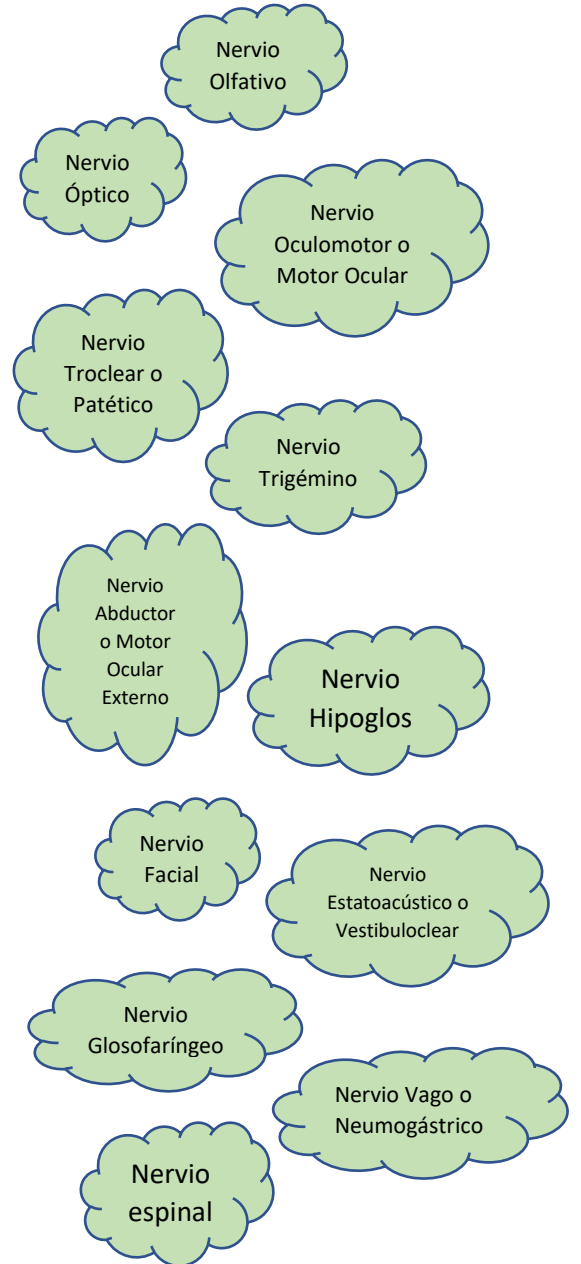 Nervio
Olfativo
Nervio
Óptico
Nervio
Oculomotor o
Motor Ocular
Nervio
Troclear o
Patético
Nervio
Trigémino
Nervio
Abductor
o Motor
Ocular
Externo
Nervio
Hipoglos
Nervio
Facial
Nervio
Estatoacústico o
Vestibuloclear
Nervio
Glosofaríngeo
Nervio Vago o
Neumogástrico
Nervio
espinal